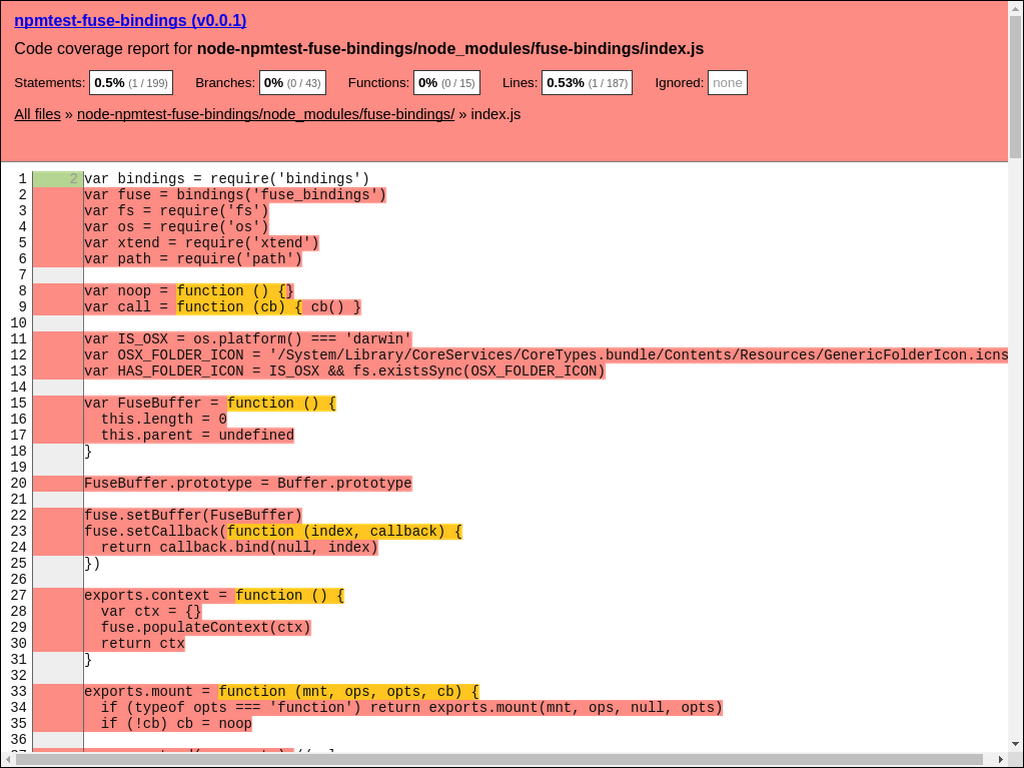 npmtest-fuse-bindings (v0.0.1)
Code coverage report for node-npmtest-fuse-bindings/node_modules/fuse-bindings/index.js
Statements: 0.5% (1 / 199) Branches: 0% (0 / 43) Functions: 0% (0 / 15) Lines: 0.53% (1 / 187) Ignored: none
All files » node-npmtest-fuse-bindings/node_modules/fuse-bindings/ » index.js
1 2 var bindings = require('bindings')
2 var fuse = bindings('fuse_bindings')
3 var fs = require('fs')
4 var os = require('os')
5 var xtend = require('xtend')
6 var path = require('path')
7
8 var noop = function () {}
9 var call = function (cb) { cb() }
10
11 var IS_OSX = os.platform() === 'darwin'
12 var OSX_FOLDER_ICON = '/System/Library/CoreServices/CoreTypes.bundle/Contents/Resources/GenericFolderIcon.icns
13 var HAS_FOLDER_ICON = IS_OSX && fs.existsSync(OSX_FOLDER_ICON)
14
15 var FuseBuffer = function () {
16   this.length = 0
17   this.parent = undefined
18 }
19
20 FuseBuffer.prototype = Buffer.prototype
21
22 fuse.setBuffer(FuseBuffer)
23 fuse.setCallback(function (index, callback) {
24   return callback.bind(null, index)
25 })
26
27 exports.context = function () {
28   var ctx = {}
29   fuse.populateContext(ctx)
30   return ctx
31 }
32
33 exports.mount = function (mnt, ops, opts, cb) {
34   if (typeof opts === 'function') return exports.mount(mnt, ops, null, opts)
35   if (!cb) cb = noop
36